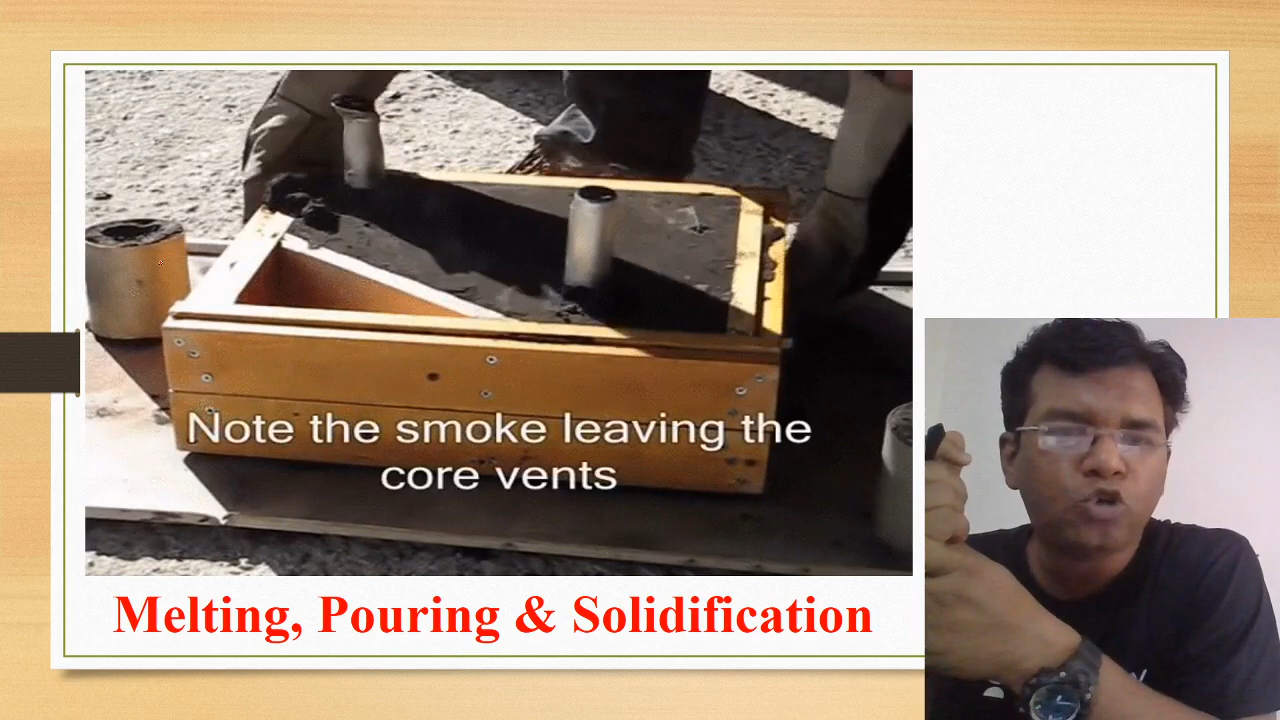 Note the smoke leaving the
core vents
Melting, Pouring & Solidification